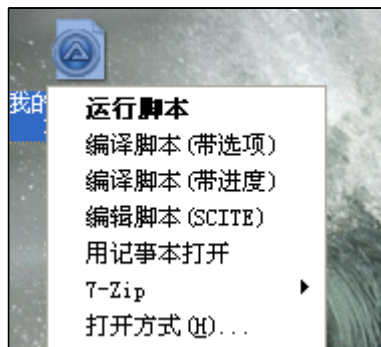 我的
运行脚本
编译脚本(带选项)
编译脚本(带进度)
编辑脚本(SCITE)
用记事本打开
7-Zip
打开方式(H)...